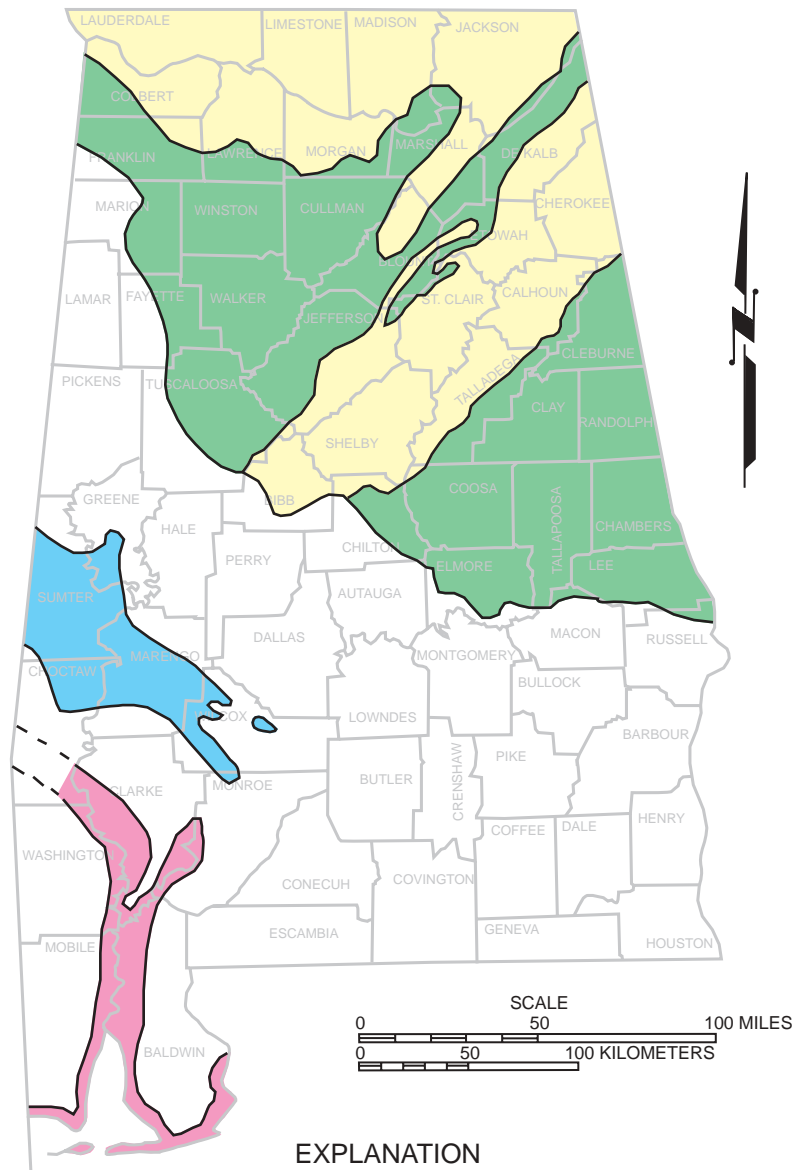 LAUDERDALE
LIMESTONE
MADISON
JACKSON
COLBERT
FRANKLIN
LAWRENCE
MORGAN
MARSHALL
DE KALB
MARION
WINSTON
CULLMAN
CHEROKEE
LAMAR
FAYETTE
WALKER
BLOUNT
ETOWAH
JEFFERSON
ST. CLAIR
CALHOUN
CLEBURNE
PICKENS
TUSCALOOSA
TALLADEGA
CLAY
RANDOLPH
SHELBY
GREENE
HALE
BIBB
COOSA
TALLAPOOSA
CHAMBERS
PERRY
CHILTON
ELMORE
LEE
SUMTER
AUTAUGA
DALLAS
MACON
RUSSELL
CHOCTAW
MARENGO
MONTGOMERY
BULLOCK
WILCOX
LOWNDES
BARBOUR
CLARKE
MONROE
BUTLER
CRENSHAW
PIKE
HENRY
WASHINGTON
COFFEE
DALE
CONECUH
COVINGTON
MOBILE
ESCAMBIA
GENEVA
HOUSTON
BALDWIN
SCALE
0 50 100 MILES
0 50 100 KILOMETERS
EXPLANATION